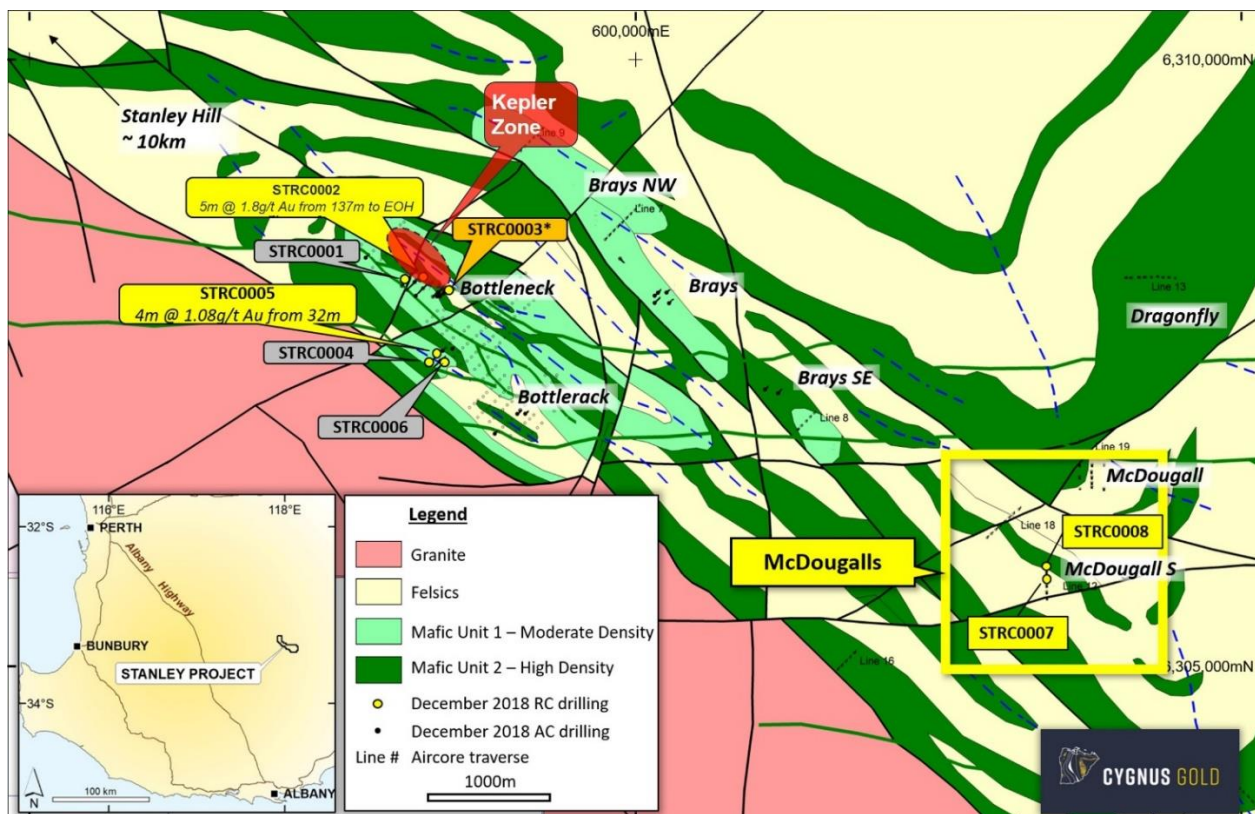 600,000mE
6,310,000mN
Stanley Hill
~ 10km
Kepler
Zone
Line 9
STRC0002
5m @ 1.8g/t Au from 137m to EOH
Brays NW
Line 7
STRC0001
STRC0003*
Bottleneck
Brays
Line 13
Dragonfly
STRC0005
4m @ 1.08g/t Au from 32m
STRC0004
Brays SE
Bottlerack
Line 8
STRC0006
Line 19
McDougall
Line 18
STRC0008
McDougalls
McDougall S
Line 12
STRC0007
Line 16
6,305,000mN
116°E
118°E
32°S
PERTH
Albany
Highway
BUNBURY
STANLEY PROJECT
34°S
N
100 km
ALBANY
Legend
Granite
Felsics
Mafic Unit 1 – Moderate Density
Mafic Unit 2 – High Density
December 2018 RC drilling
December 2018 AC drilling
Line # Aircore traverse
1000m
CYGNUS GOLD